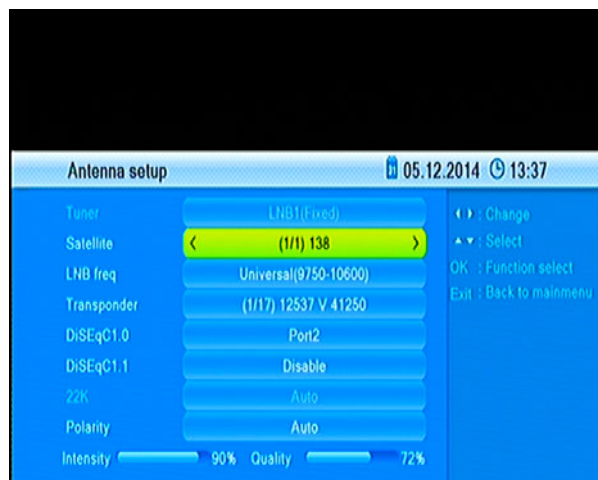 Antenna setup 05.12.2014 13:37
Tuner LNB1(Fixed)
Satellite < (1/1) 138 >
LNB freq Universal(9750-10600)
Transponder (1/17) 12537 V 41250
DiSEqC1.0 Port2
DiSEqC1.1 Disable
22K Auto
Polarity Auto
Intensity 90% Quality 72%
: Change
: Select
OK : Function select
Exit : Back to mainmenu